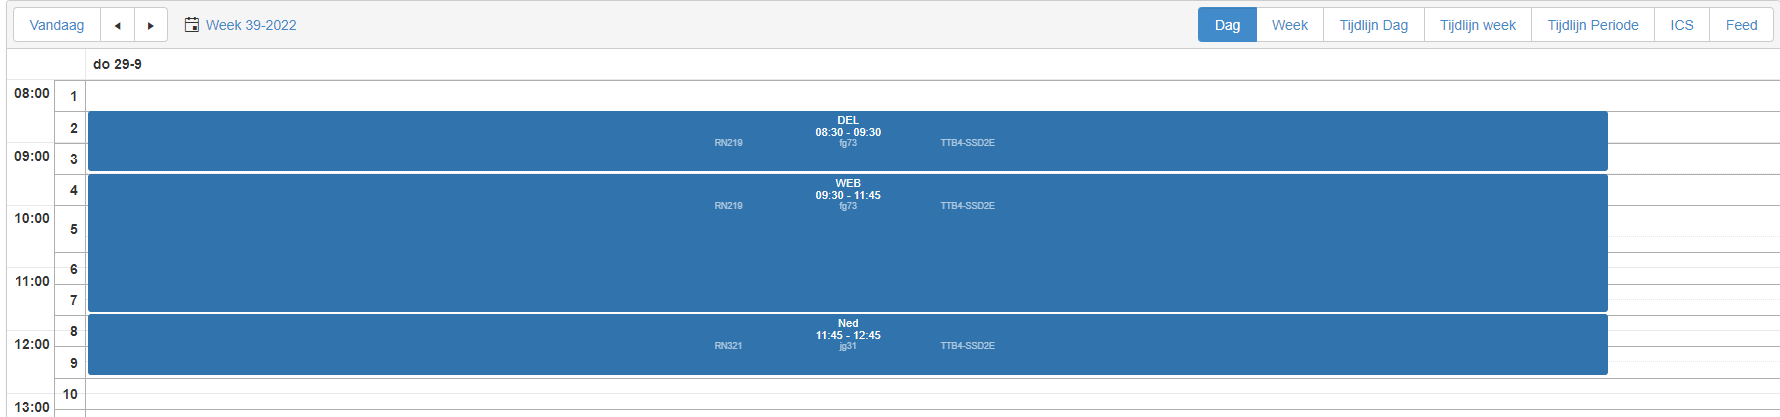 Vandaag ◂ ▸ Week 39-2022 Dag Week Tijdlijn Dag Tijdlijn week Tijdlijn Periode ICS Feed
do 29-9
08:00 1
2
DEL
08:30 - 09:30
RN219 fg73 TTB4-SSD2E
09:00 3
4
WEB
09:30 - 11:45
RN219 fg73 TTB4-SSD2E
10:00 5
6
11:00 7
8
Ned
11:45 - 12:45
RN321 jg31 TTB4-SSD2E
12:00 9
10
13:00